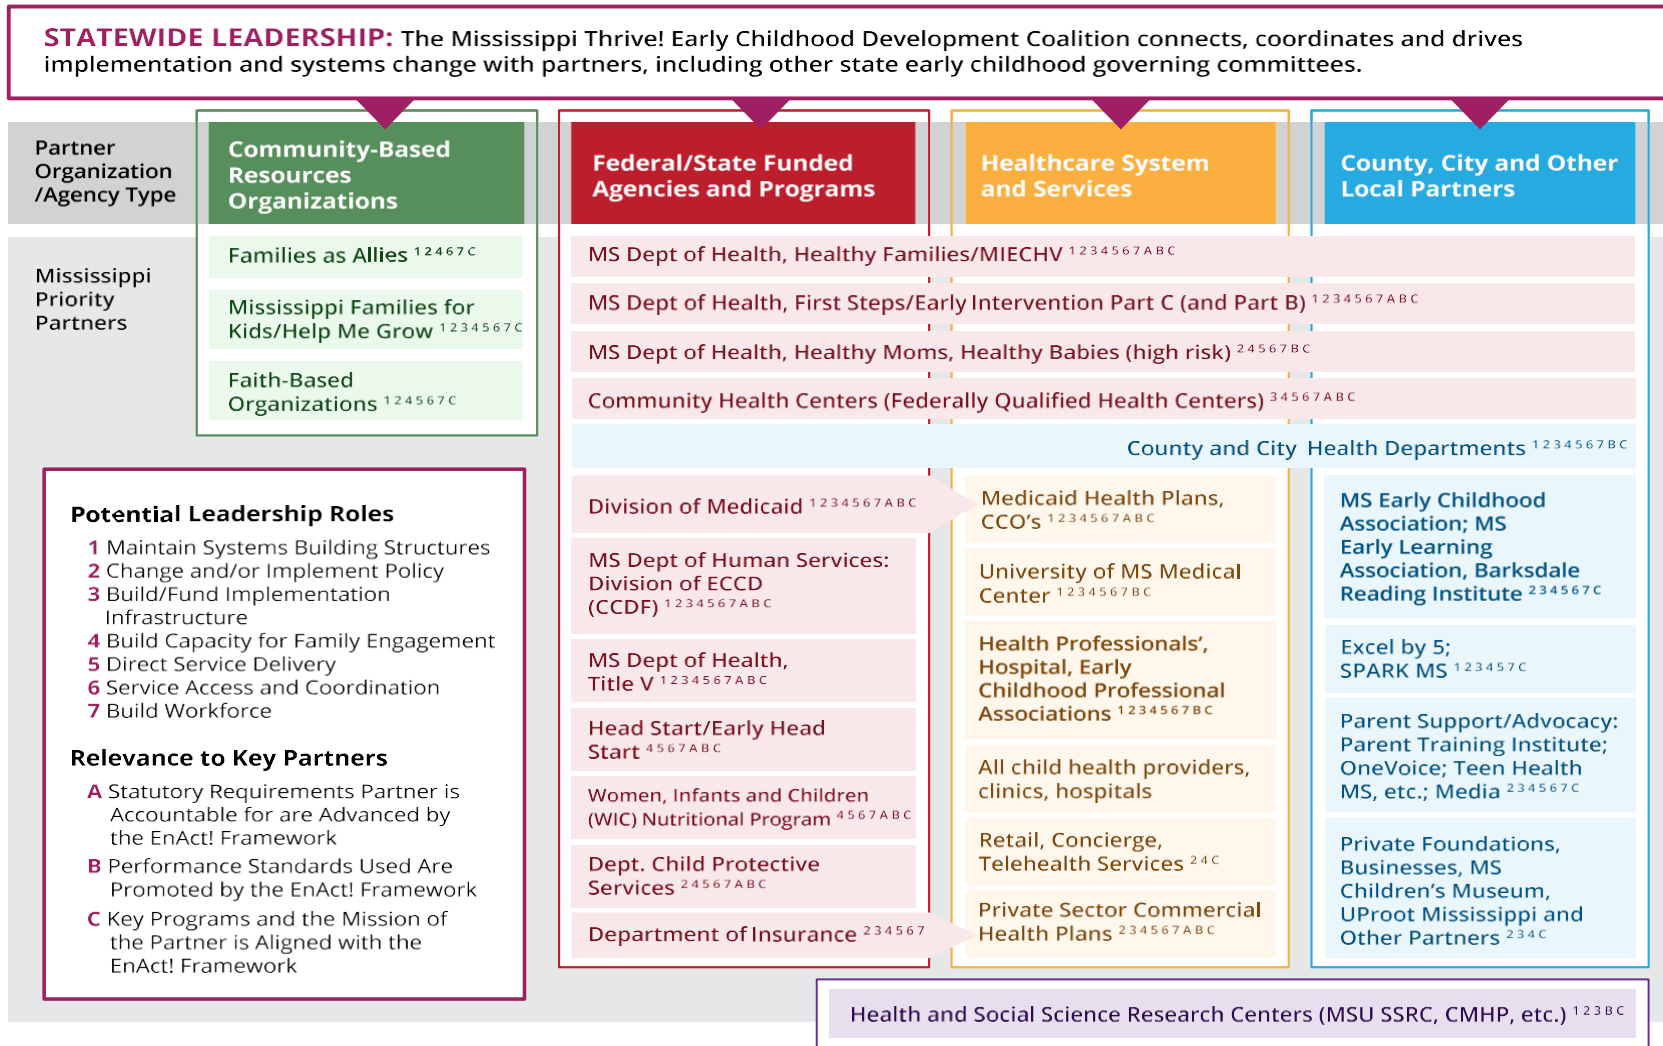 STATEWIDE LEADERSHIP: The Mississippi Thrive! Early Childhood Development Coalition connects, coordinates and drives
implementation and systems change with partners, including other state early childhood governing committees.
Partner
Organization
/Agency Type
Community-Based
Resources
Organizations
Federal/State Funded
Agencies and Programs
Healthcare System
and Services
County, City and Other
Local Partners
Mississippi
Priority
Partners
Families as Allies 1 2 4 6 7 C
Mississippi Families for
Kids/Help Me Grow 1 2 3 4 5 6 7 C
Faith-Based
Organizations 1 2 4 5 6 7 C
MS Dept of Health, Healthy Families/MIECHV 1 2 3 4 5 6 7 A B C
MS Dept of Health, First Steps/Early Intervention Part C (and Part B) 1 2 3 4 5 6 7 A B C
MS Dept of Health, Healthy Moms, Healthy Babies (high risk) 2 4 5 6 7 B C
Community Health Centers (Federally Qualified Health Centers) 3 4 5 6 7 A B C
County and City Health Departments 1 2 3 4 5 6 7 B C
Division of Medicaid 1 2 3 4 5 6 7 A B C
MS Dept of Human Services:
Division of ECCD
(CCDF) 1 2 3 4 5 6 7 A B C
MS Dept of Health,
Title V 1 2 3 4 5 6 7 A B C
Head Start/Early Head
Start 4 5 6 7 A B C
Women, Infants and Children
(WIC) Nutritional Program 4 5 6 7 A B C
Dept. Child Protective
Services 2 4 5 6 7 A B C
Department of Insurance 2 3 4 5 6 7
Medicaid Health Plans,
CCO's 1 2 3 4 5 6 7 A B C
University of MS Medical
Center 1 2 3 4 5 6 7 B C
Health Professionals',
Hospital, Early
Childhood Professional
Associations 1 2 3 4 5 6 7 B C
All child health providers,
clinics, hospitals
Retail, Concierge,
Telehealth Services 2 4 C
Private Sector Commercial
Health Plans 2 3 4 5 6 7 A B C
MS Early Childhood
Association; MS
Early Learning
Association, Barksdale
Reading Institute 2 3 4 5 6 7 C
Excel by 5;
SPARK MS 1 2 3 4 5 7 C
Parent Support/Advocacy:
Parent Training Institute;
OneVoice; Teen Health
MS, etc.; Media 2 3 4 5 6 7 C
Private Foundations,
Businesses, MS
Children's Museum,
UProot Mississippi and
Other Partners 2 3 4 C
Potential Leadership Roles
1 Maintain Systems Building Structures
2 Change and/or Implement Policy
3 Build/Fund Implementation
Infrastructure
4 Build Capacity for Family Engagement
5 Direct Service Delivery
6 Service Access and Coordination
7 Build Workforce
Relevance to Key Partners
A Statutory Requirements Partner is
Accountable for are Advanced by
the EnAct! Framework
B Performance Standards Used Are
Promoted by the EnAct! Framework
C Key Programs and the Mission of
the Partner is Aligned with the
EnAct! Framework
Health and Social Science Research Centers (MSU SSRC, CMHP, etc.) 1 2 3 B C